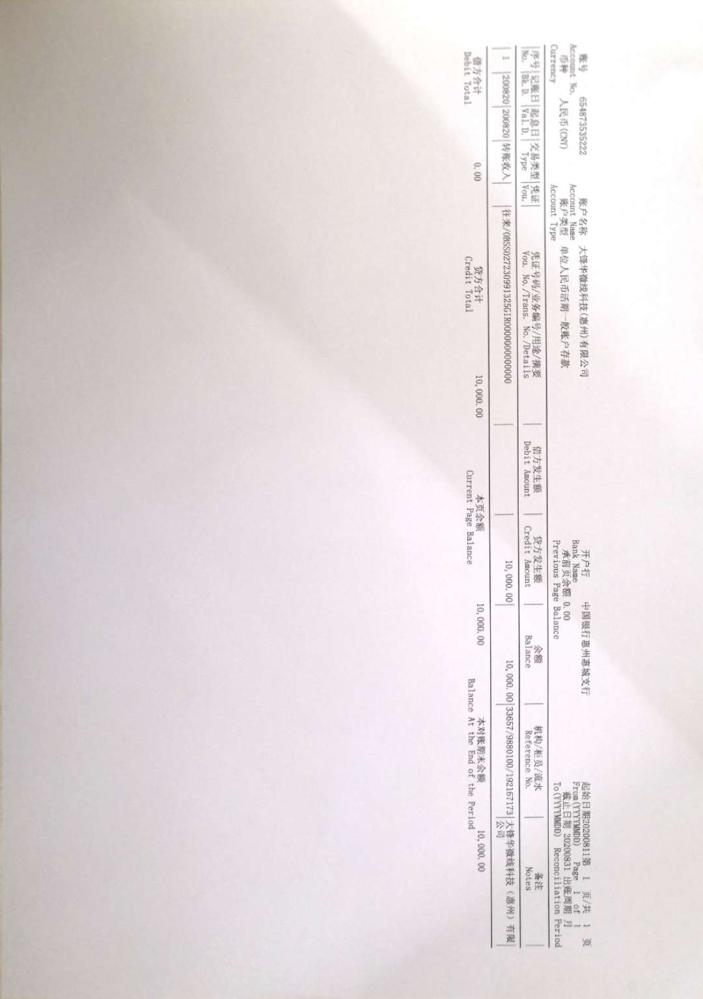 账号 654873535222 账户名称 大锋华微线科技(惠州)有限公司 开户行 中国银行惠州惠城支行 起始日期20200811第 1 页/共 1 页
Account No. Account Name Bank Name From(YYYYMMDD) Page 1 of 1
币种 人民币(CNY) 账户类型 单位人民币活期一般账户存款 承前页余额 0.00 截止日期 20200831 出账周期 月
Currency Account Type Previous Page Balance To(YYYYMMDD) Reconciliation Period
序号 记账日 起息日 交易类型 凭证 凭证号码/业务编号/用途/摘要 借方发生额 贷方发生额 余额 机构/柜员/流水 备注
No. Bk.D. Val.D. Type Vou. Vou. No./Trans. No./Details Debit Amount Credit Amount Balance Reference No. Notes
1 200820 200820 转账收入 往来/OBSS027230991325GIRO000000000000 10,000.00 10,000.00 33657/9880100/192167173 大锋华微线科技（惠州）有限
公司
借方合计 0.00 贷方合计 10,000.00 本页余额 10,000.00 本对账期末余额 10,000.00
Debit Total Credit Total Current Page Balance Balance At the End of the Period